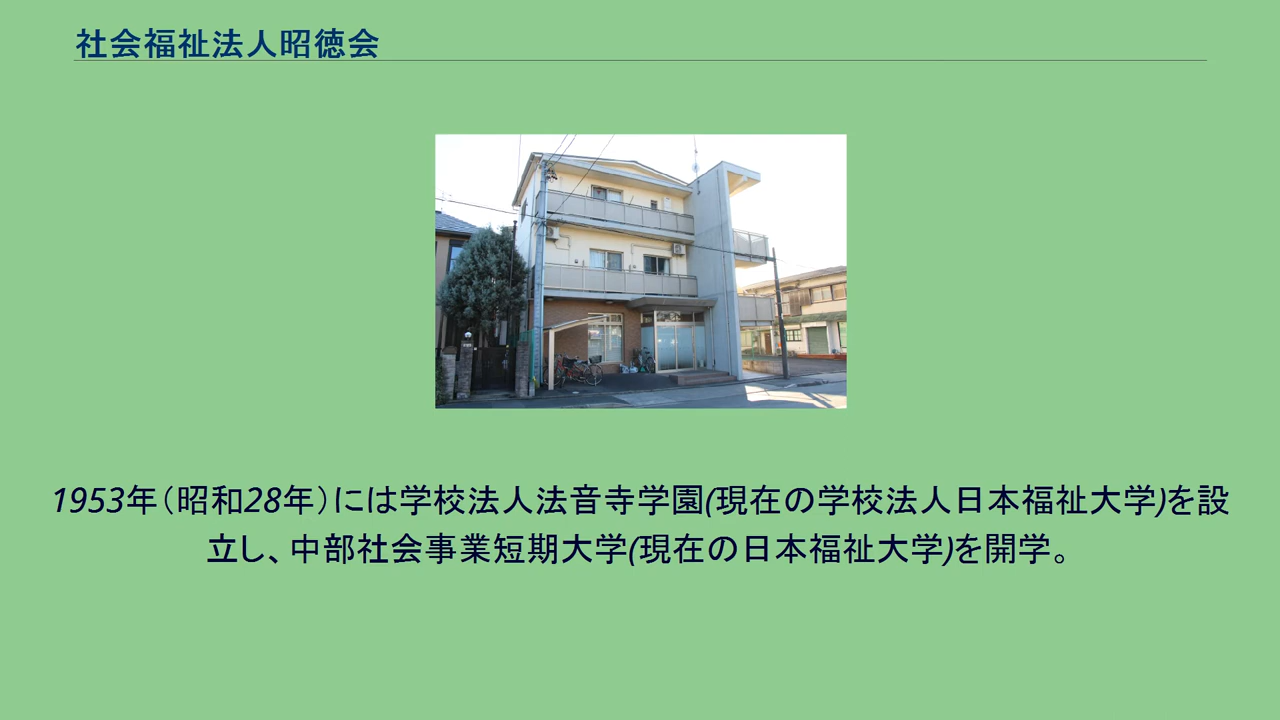 社会福祉法人昭徳会
1953年（昭和28年）には学校法人法音寺学園(現在の学校法人日本福祉大学)を設
立し、中部社会事業短期大学(現在の日本福祉大学)を開学。